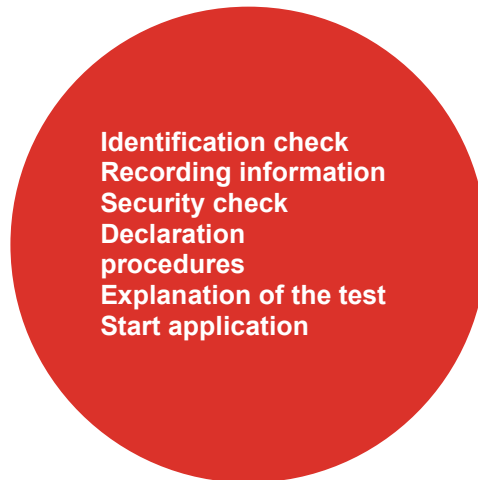 Identification check
Recording information
Security check
Declaration
procedures
Explanation of the test
Start application